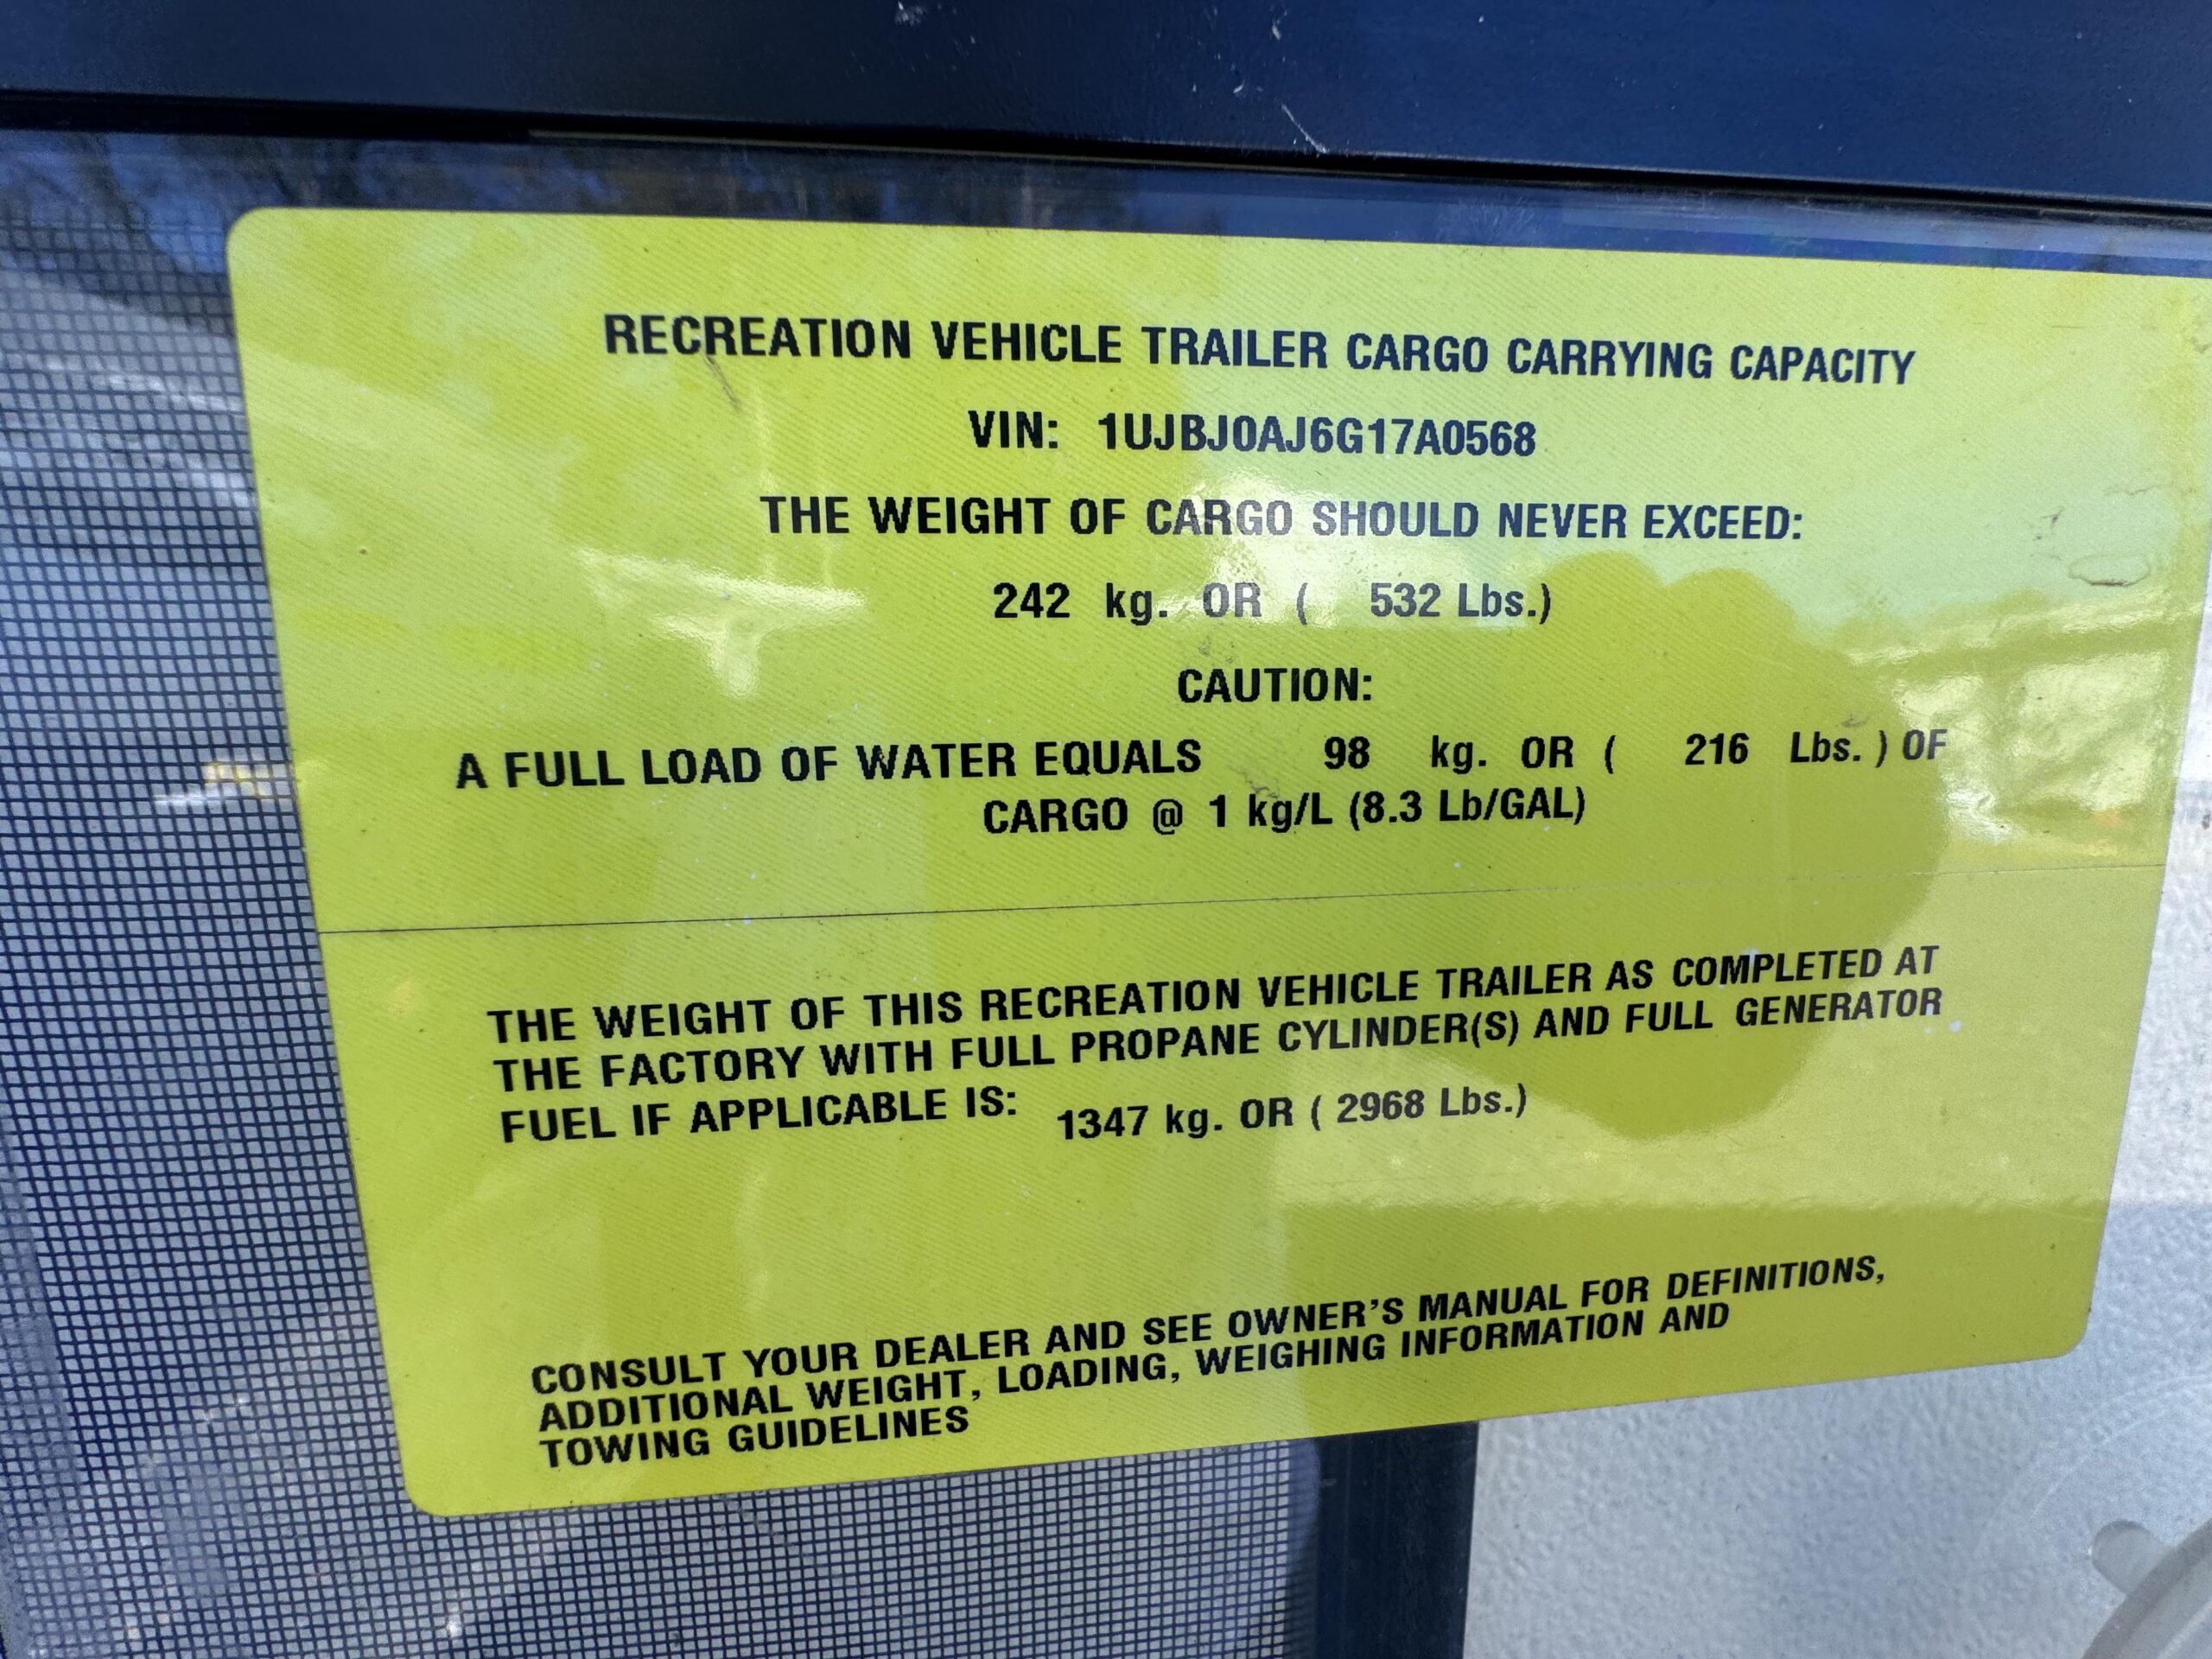 RECREATION VEHICLE TRAILER CARGO CARRYING CAPACITY
VIN: 1UJBJ0AJ6G17A0568
THE WEIGHT OF CARGO SHOULD NEVER EXCEED:
242 kg. OR ( 532 Lbs.)
CAUTION:
A FULL LOAD OF WATER EQUALS 98 kg. OR ( 216 Lbs. ) OF
CARGO @ 1 kg/L (8.3 Lb/GAL)
THE WEIGHT OF THIS RECREATION VEHICLE TRAILER AS COMPLETED AT
THE FACTORY WITH FULL PROPANE CYLINDER(S) AND FULL GENERATOR
FUEL IF APPLICABLE IS: 1347 kg. OR ( 2968 Lbs.)
CONSULT YOUR DEALER AND SEE OWNER'S MANUAL FOR DEFINITIONS,
ADDITIONAL WEIGHT, LOADING, WEIGHING INFORMATION AND
TOWING GUIDELINES